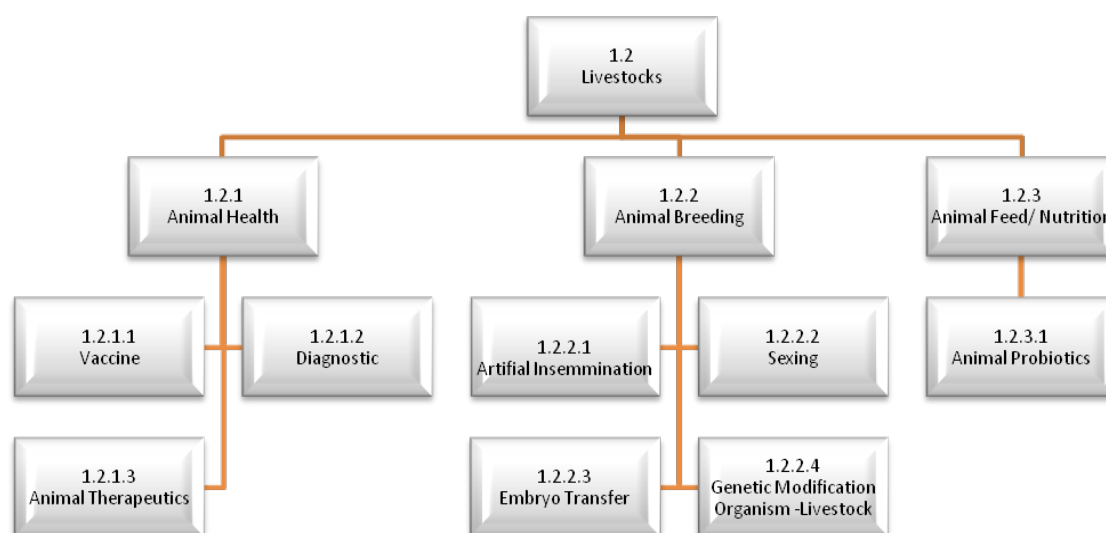 1.2
Livestocks
1.2.1
Animal Health
1.2.2
Animal Breeding
1.2.3
Animal Feed/ Nutrition
1.2.1.1
Vaccine
1.2.1.2
Diagnostic
1.2.2.1
Artifial Insemmination
1.2.2.2
Sexing
1.2.3.1
Animal Probiotics
1.2.1.3
Animal Therapeutics
1.2.2.3
Embryo Transfer
1.2.2.4
Genetic Modification
Organism -Livestock